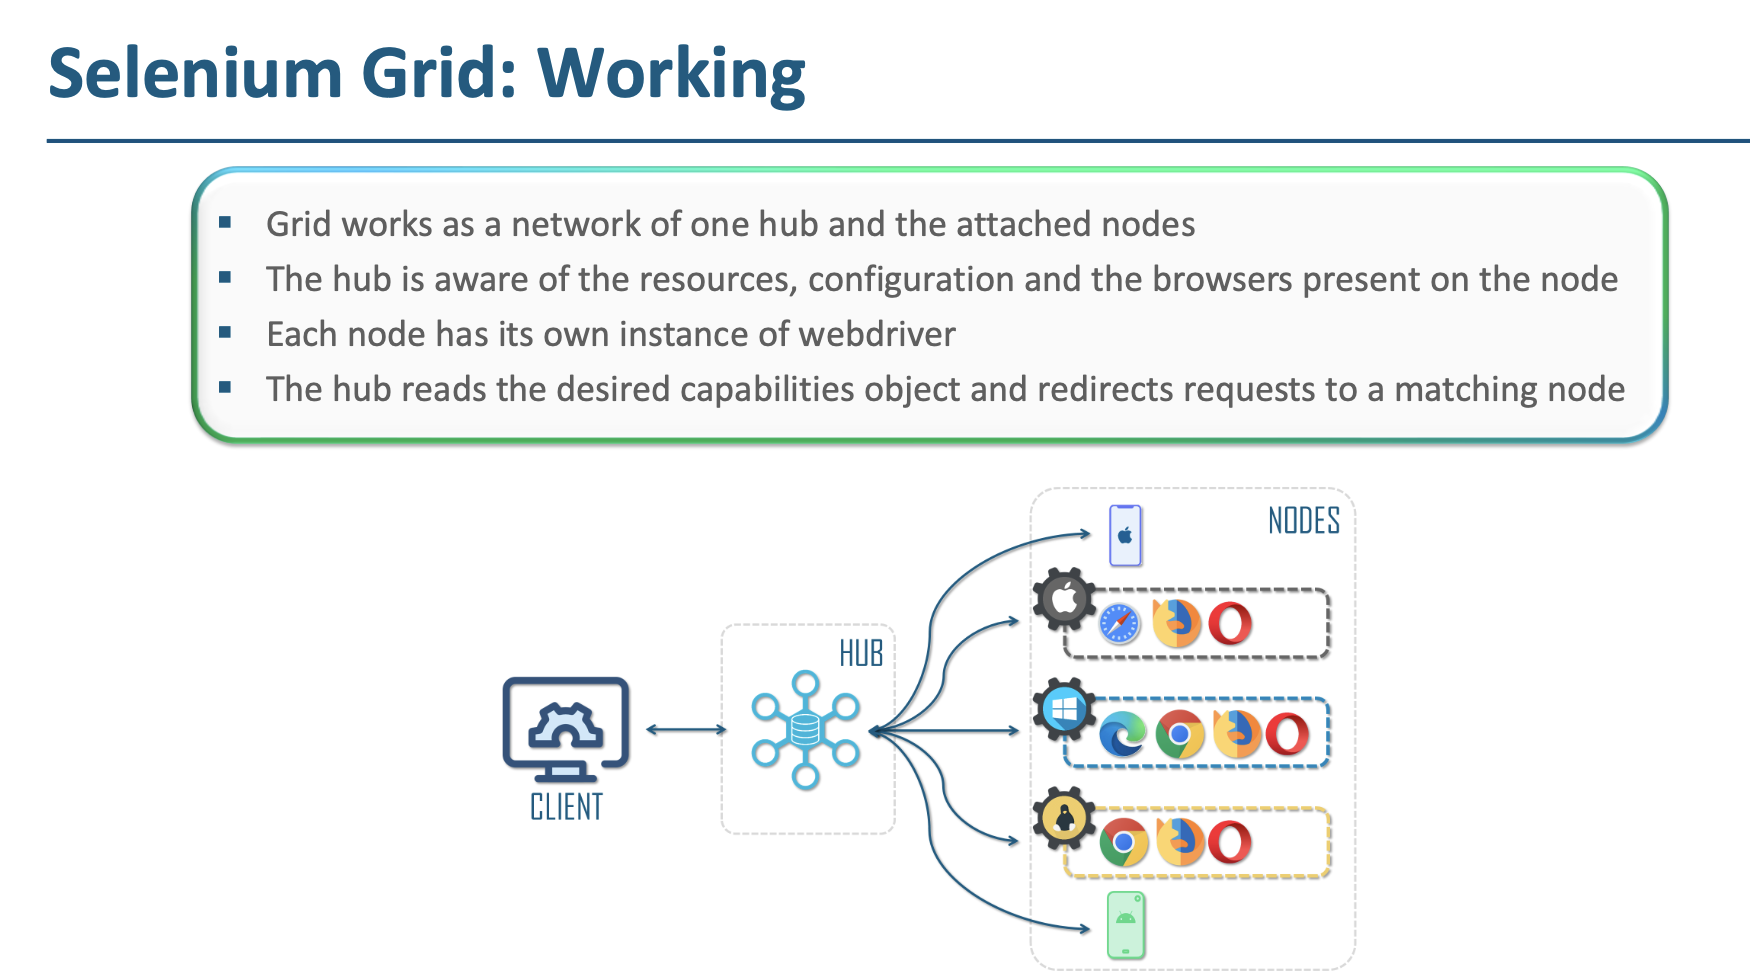 Selenium Grid: Working
▪ Grid works as a network of one hub and the attached nodes
▪ The hub is aware of the resources, configuration and the browsers present on the node
▪ Each node has its own instance of webdriver
▪ The hub reads the desired capabilities object and redirects requests to a matching node
NODES
HUB
CLIENT